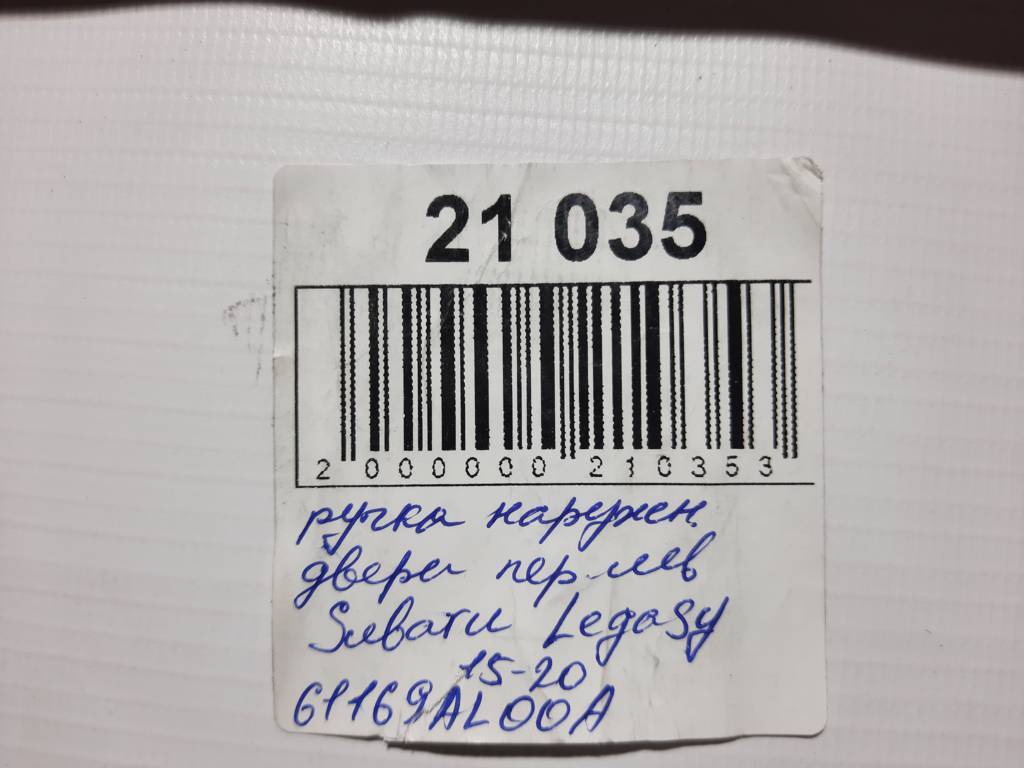 21 035
2 000000 210353
ручка наружн.
двери пер лев
Subaru Legasy
15-20
61169AL00A